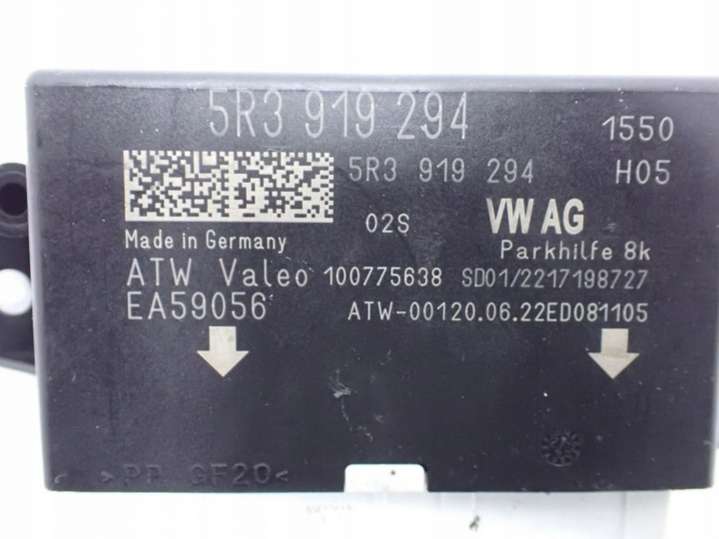 5R3 919 294 1550
5R3 919 294 H05
02S VW AG
Made in Germany Parkhilfe 8k
ATW Valeo 100775638 SD01/2217198727
EA59056 ATW-00120.06.22ED081105
>PP GF20<